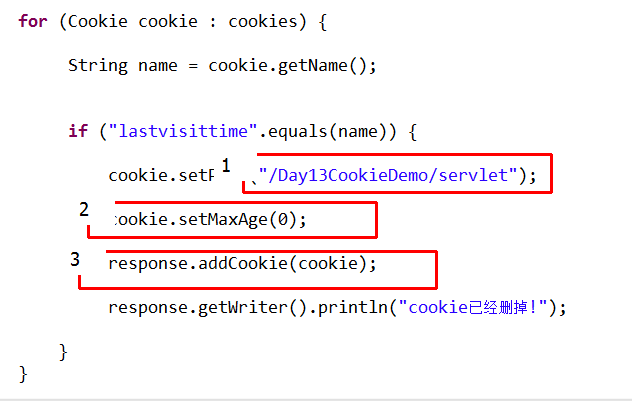 for (Cookie cookie : cookies) {
String name = cookie.getName();
if ("lastvisittime".equals(name)) {
1
cookie.setP "/Day13CookieDemo/servlet");
2
cookie.setMaxAge(0);
3
response.addCookie(cookie);
response.getWriter().println("cookie已经删掉!");
}
}